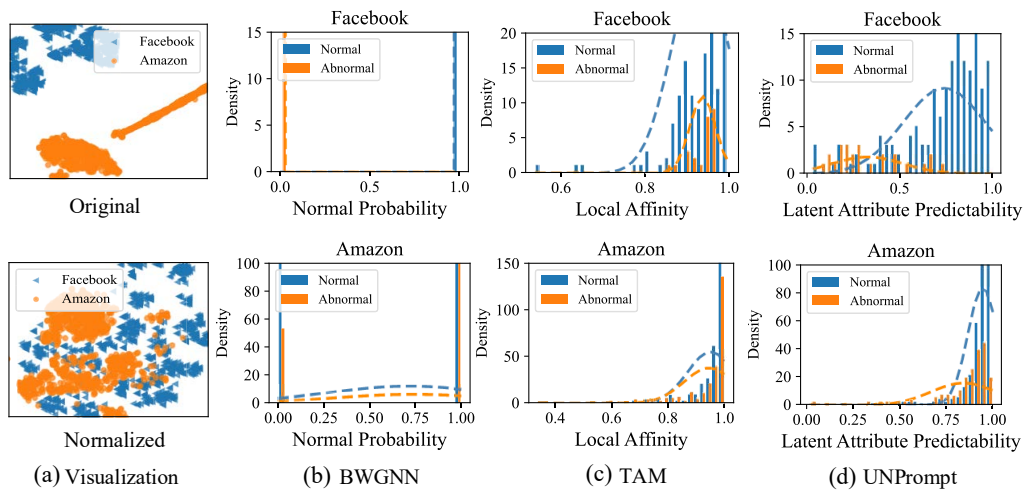 Facebook
Amazon
Original
Facebook
Normal
Abnormal
Density
15
10
5
0
0.0
0.5
1.0
Normal Probability
Facebook
Normal
Abnormal
Density
20
15
10
5
0
0.6
0.8
1.0
Local Affinity
Facebook
Normal
Abnormal
Density
15
10
5
0
0.0
0.5
1.0
Latent Attribute Predictability
Facebook
Amazon
Normalized
Amazon
Normal
Abnormal
Density
100
80
60
40
20
0
0.00
0.25
0.50
0.75
1.00
Normal Probability
Amazon
Normal
Abnormal
Density
150
100
50
0
0.4
0.6
0.8
1.0
Local Affinity
Amazon
Normal
Abnormal
Density
100
80
60
40
20
0
0.00
0.25
0.50
0.75
1.00
Latent Attribute Predictability
(a) Visualization
(b) BWGNN
(c) TAM
(d) UNPrompt